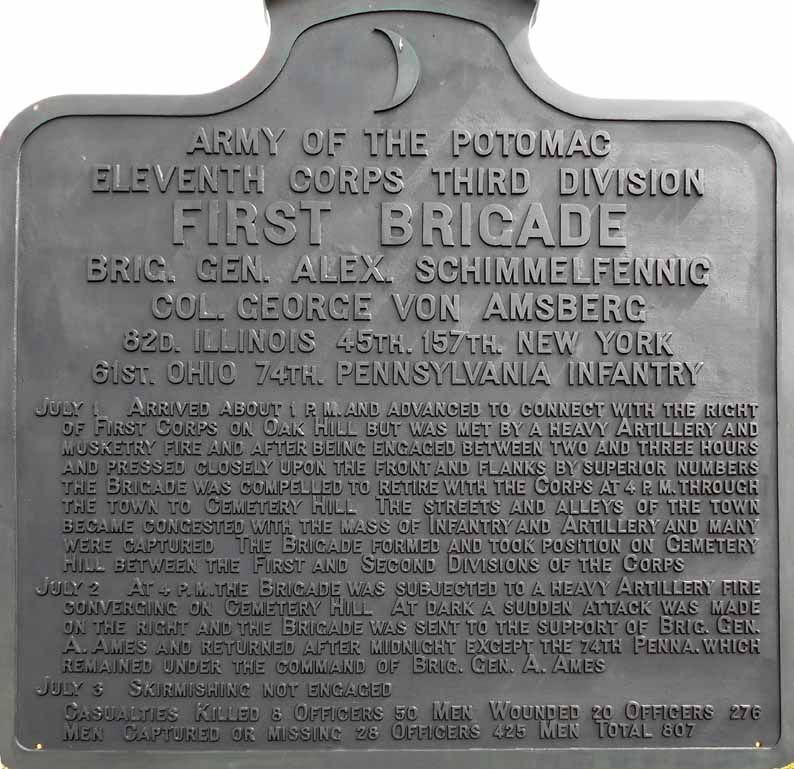 ARMY OF THE POTOMAC
ELEVENTH CORPS THIRD DIVISION
FIRST BRIGADE
BRIG. GEN. ALEX. SCHIMMELFENNIG
COL. GEORGE VON AMSBERG
82D. ILLINOIS 45TH. 157TH. NEW YORK
61ST. OHIO 74TH. PENNSYLVANIA INFANTRY
JULY 1 ARRIVED ABOUT 1 P.M. AND ADVANCED TO CONNECT WITH THE RIGHT
OF FIRST CORPS ON OAK HILL BUT WAS MET BY A HEAVY ARTILLERY AND
MUSKETRY FIRE AND AFTER BEING ENGAGED BETWEEN TWO AND THREE HOURS
AND PRESSED CLOSELY UPON THE FRONT AND FLANKS BY SUPERIOR NUMBERS
THE BRIGADE WAS COMPELLED TO RETIRE WITH THE CORPS AT 4 P.M. THROUGH
THE TOWN TO CEMETERY HILL THE STREETS AND ALLEYS OF THE TOWN
BECAME CONGESTED WITH THE MASS OF INFANTRY AND ARTILLERY AND MANY
WERE CAPTURED THE BRIGADE FORMED AND TOOK POSITION ON CEMETERY
HILL BETWEEN THE FIRST AND SECOND DIVISIONS OF THE CORPS
JULY 2 AT 4 P.M. THE BRIGADE WAS SUBJECTED TO A HEAVY ARTILLERY FIRE
CONVERGING ON CEMETERY HILL AT DARK A SUDDEN ATTACK WAS MADE
ON THE RIGHT AND THE BRIGADE WAS SENT TO THE SUPPORT OF BRIG. GEN.
A. AMES AND RETURNED AFTER MIDNIGHT EXCEPT THE 74TH PENNA. WHICH
REMAINED UNDER THE COMMAND OF BRIG. GEN. A. AMES
JULY 3 SKIRMISHING NOT ENGAGED
CASUALTIES KILLED 8 OFFICERS 50 MEN WOUNDED 20 OFFICERS 276
MEN CAPTURED OR MISSING 28 OFFICERS 425 MEN TOTAL 807